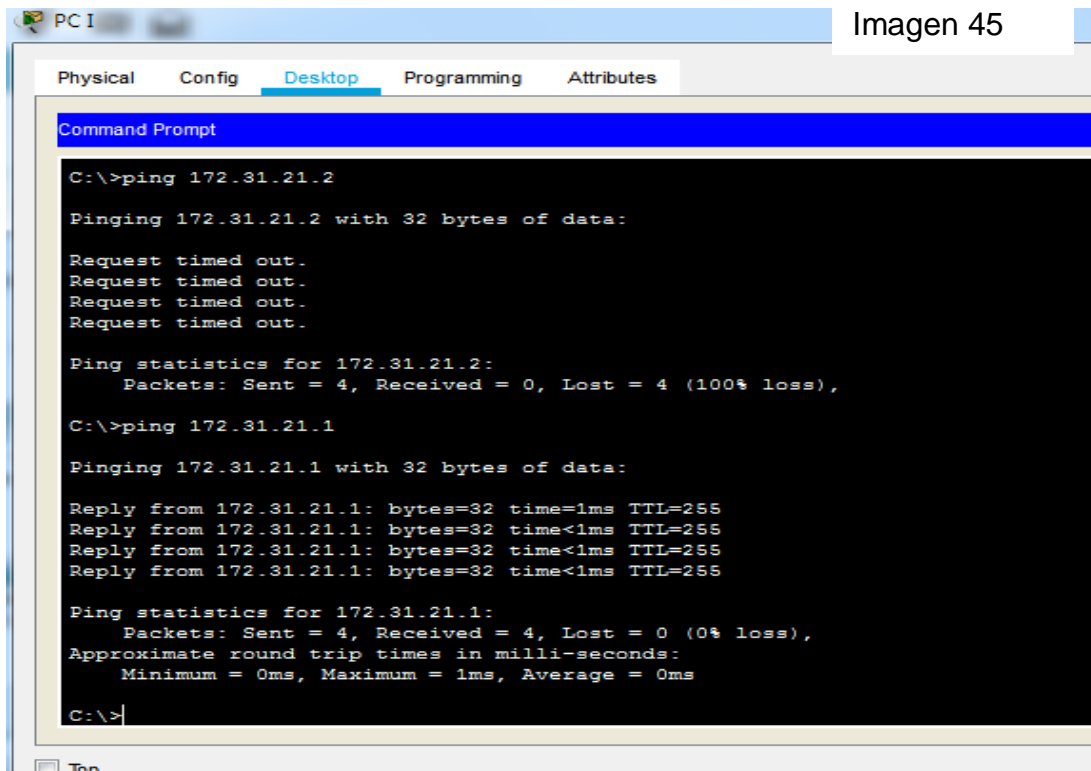 PC I
Imagen 45
Physical Config Desktop Programming Attributes
Command Prompt
C:\>ping 172.31.21.2
Pinging 172.31.21.2 with 32 bytes of data:
Request timed out.
Request timed out.
Request timed out.
Request timed out.
Ping statistics for 172.31.21.2:
Packets: Sent = 4, Received = 0, Lost = 4 (100% loss),
C:\>ping 172.31.21.1
Pinging 172.31.21.1 with 32 bytes of data:
Reply from 172.31.21.1: bytes=32 time=1ms TTL=255
Reply from 172.31.21.1: bytes=32 time<1ms TTL=255
Reply from 172.31.21.1: bytes=32 time<1ms TTL=255
Reply from 172.31.21.1: bytes=32 time<1ms TTL=255
Ping statistics for 172.31.21.1:
Packets: Sent = 4, Received = 4, Lost = 0 (0% loss),
Approximate round trip times in milli-seconds:
Minimum = 0ms, Maximum = 1ms, Average = 0ms
C:\>
Top